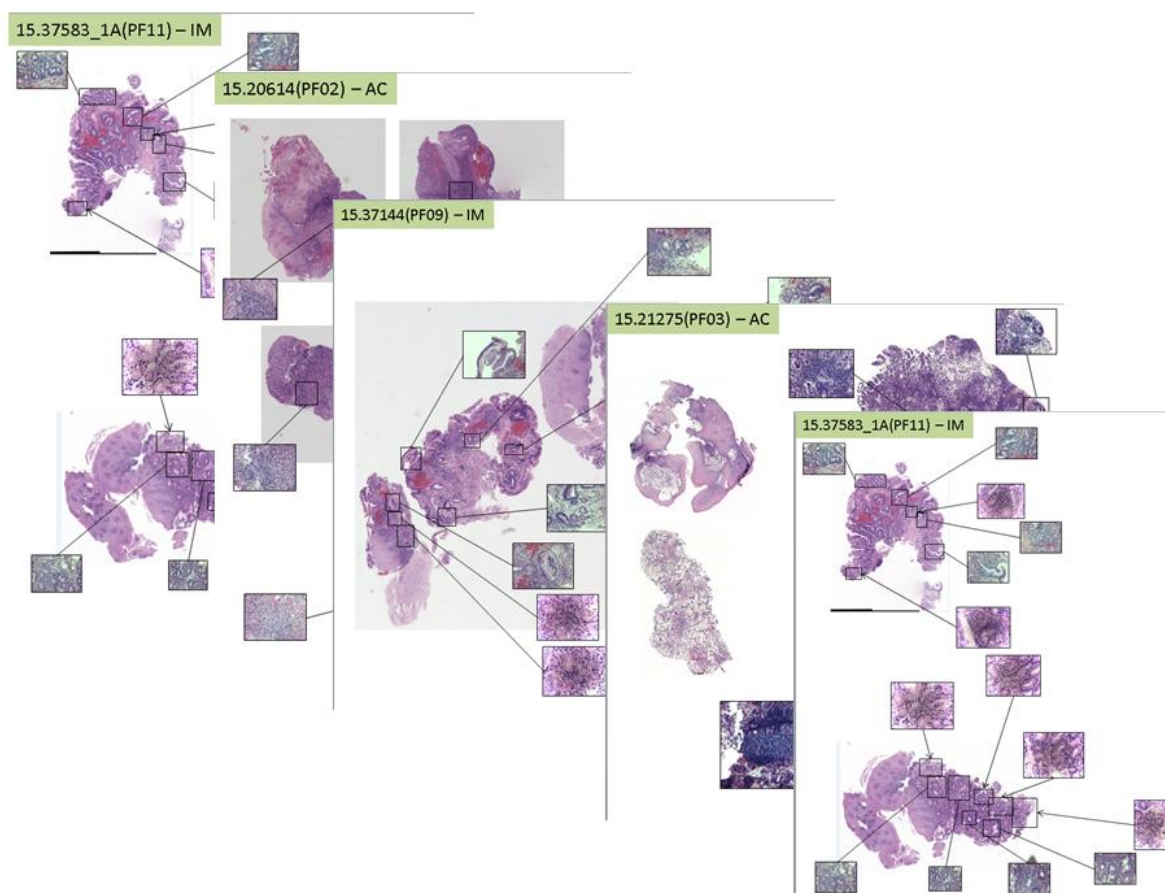 15.37583_1A(PF11) – IM
15.20614(PF02) – AC
15.37144(PF09) – IM
15.21275(PF03) – AC
15.37583_1A(PF11) – IM